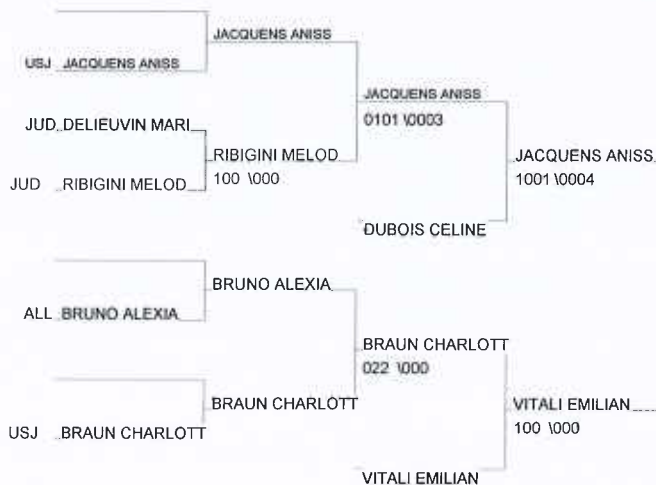 JACQUENS ANISS
USJ JACQUENS ANISS
JACQUENS ANISS
0101 \0003
JUD DELIEUVIN MARI
RIBIGINI MELOD
100 \000
JACQUENS ANISS
1001 \0004
JUD RIBIGINI MELOD
DUBOIS CELINE
BRUNO ALEXIA
ALL BRUNO ALEXIA
BRAUN CHARLOTT
022 \000
BRAUN CHARLOTT
VITALI EMILIAN
100 \000
USJ BRAUN CHARLOTT
VITALI EMILIAN